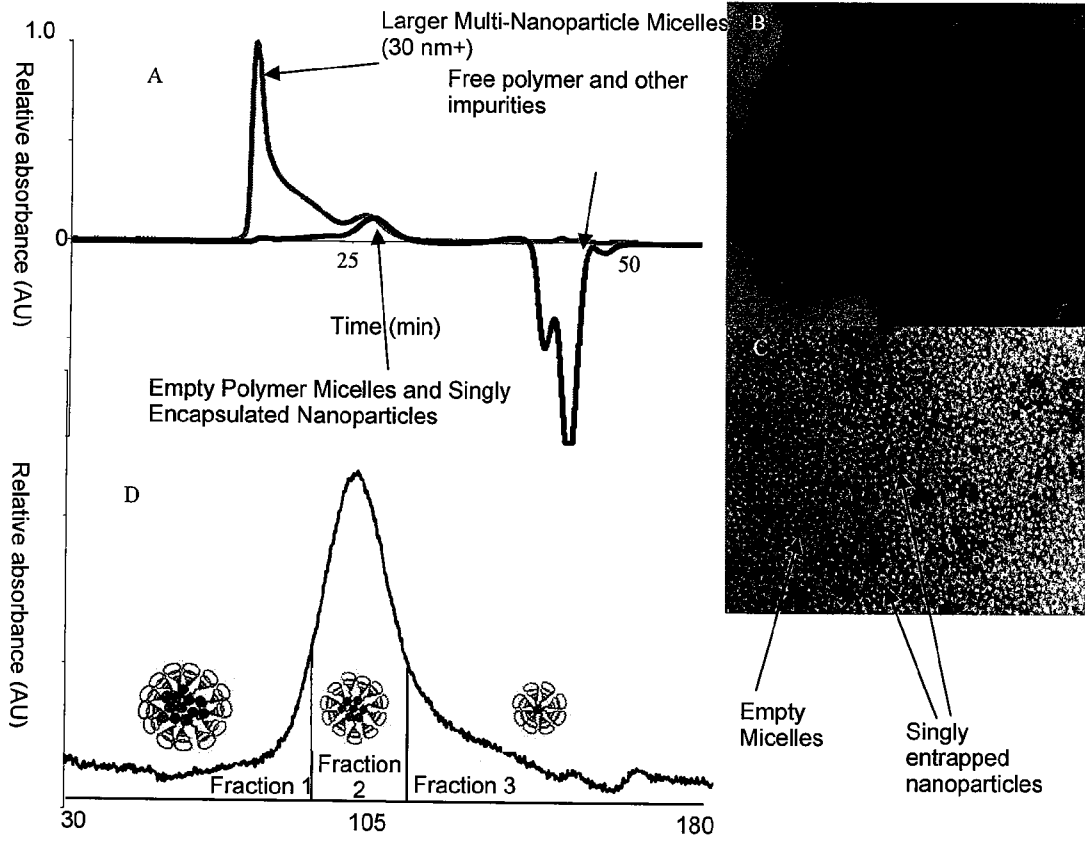 1.0
Larger Multi-Nanoparticle Micelles
(30 nm+)
A
Free polymer and other
impurities
Relative absorbance (AU)
0
25
50
Time (min)
Empty Polymer Micelles and Singly
Encapsulated Nanoparticles
B
C
Relative absorbance (AU)
D
Fraction 1
Fraction
2
Fraction 3
30
105
180
Empty
Micelles
Singly
entrapped
nanoparticles